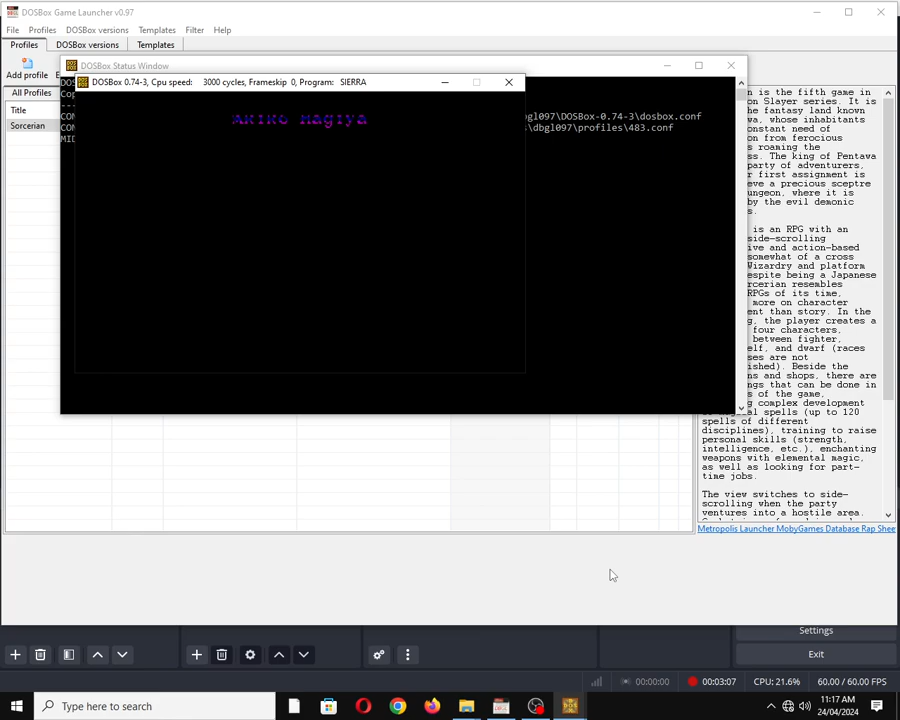 DOSBox Game Launcher v0.97
File Profiles DOSBox versions Templates Filter Help
Profiles DOSBox versions Templates
Add profile
All Profiles
Title
Sorcerian
DOSBox Status Window
DOSBox 0.74-3, Cpu speed: 3000 cycles, Frameskip 0, Program: SIERRA
Akiko Nagiya
bgl097\DOSBox-0.74-3\dosbox.conf
s\dbgl097\profiles\483.conf
is the fifth game in
on Slayer series. It is
the fantasy land known
wa, whose inhabitants
onstant need of
on from ferocious
s roaming the
ss. The king of Pentawa
party of adventurers,
r first assignment is
eve a precious sceptre
ungeon, where it is
by the evil demonic
s.
is an RPG with an
side-scrolling
ive and action-based
somewhat of a cross
Wizardry and platform
espite being a Japanese
rcerian resembles
RPGs of its time,
more on character
ent than story. In the
g, the player creates a
four characters,
between fighter,
elf, and dwarf (races
ses are not
ished). Beside the
ns and shops, there are
ings that can be done in
s of the game,
g complex development
of magical spells (up to 120
spells of different
disciplines), training to raise
personal skills (strength,
intelligence, etc.), enchanting
weapons with elemental magic,
as well as looking for part-
time jobs.
The view switches to side-
scrolling when the party
ventures into a hostile area.
Metropolis Launcher MobyGames Database Rap Shee
Settings
Exit
00:00:00 03:07 CPU: 21.6% 60.00 / 60.00 FPS
Type here to search
11:17 AM
24/04/2024